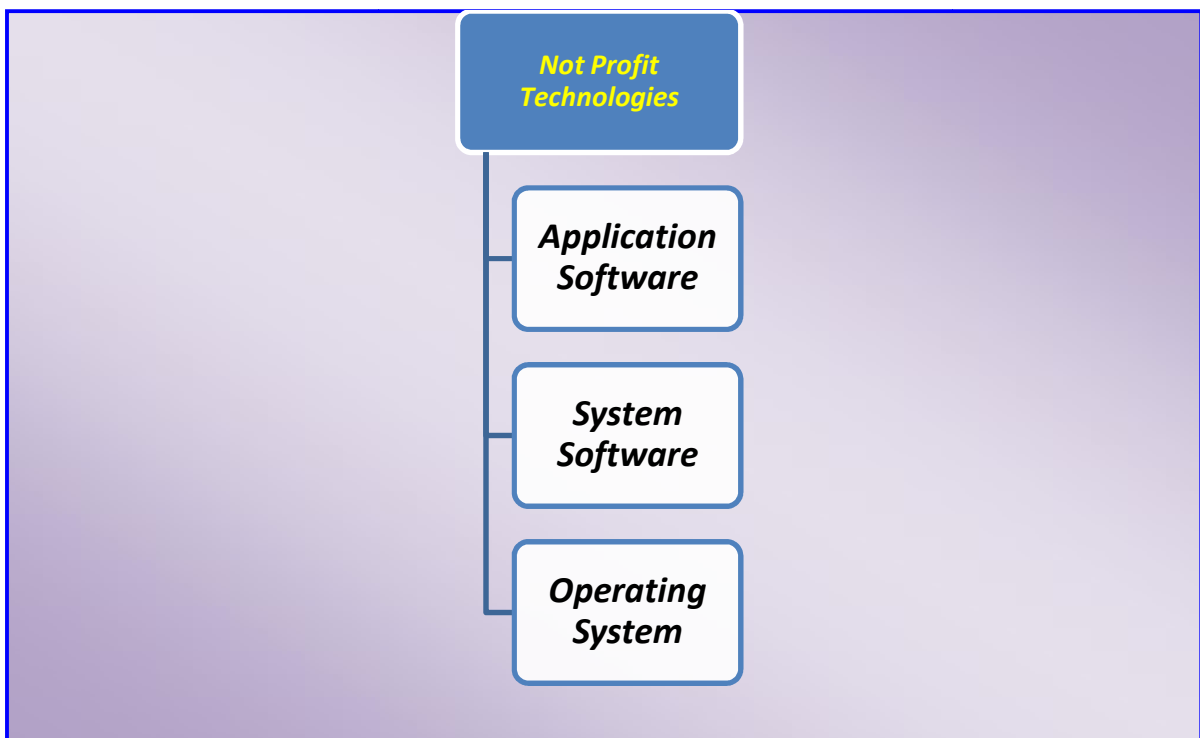 Not Profit
Technologies
Application
Software
System
Software
Operating
System